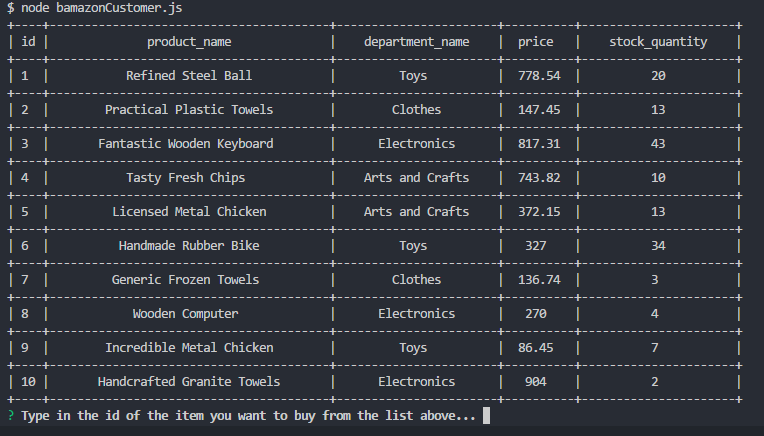 $ node bamazonCustomer.js
| id | product_name | department_name | price | stock_quantity |
| 1 | Refined Steel Ball | Toys | 778.54 | 20 |
| 2 | Practical Plastic Towels | Clothes | 147.45 | 13 |
| 3 | Fantastic Wooden Keyboard | Electronics | 817.31 | 43 |
| 4 | Tasty Fresh Chips | Arts and Crafts | 743.82 | 10 |
| 5 | Licensed Metal Chicken | Arts and Crafts | 372.15 | 13 |
| 6 | Handmade Rubber Bike | Toys | 327 | 34 |
| 7 | Generic Frozen Towels | Clothes | 136.74 | 3 |
| 8 | Wooden Computer | Electronics | 270 | 4 |
| 9 | Incredible Metal Chicken | Toys | 86.45 | 7 |
| 10 | Handcrafted Granite Towels | Electronics | 904 | 2 |
? Type in the id of the item you want to buy from the list above...